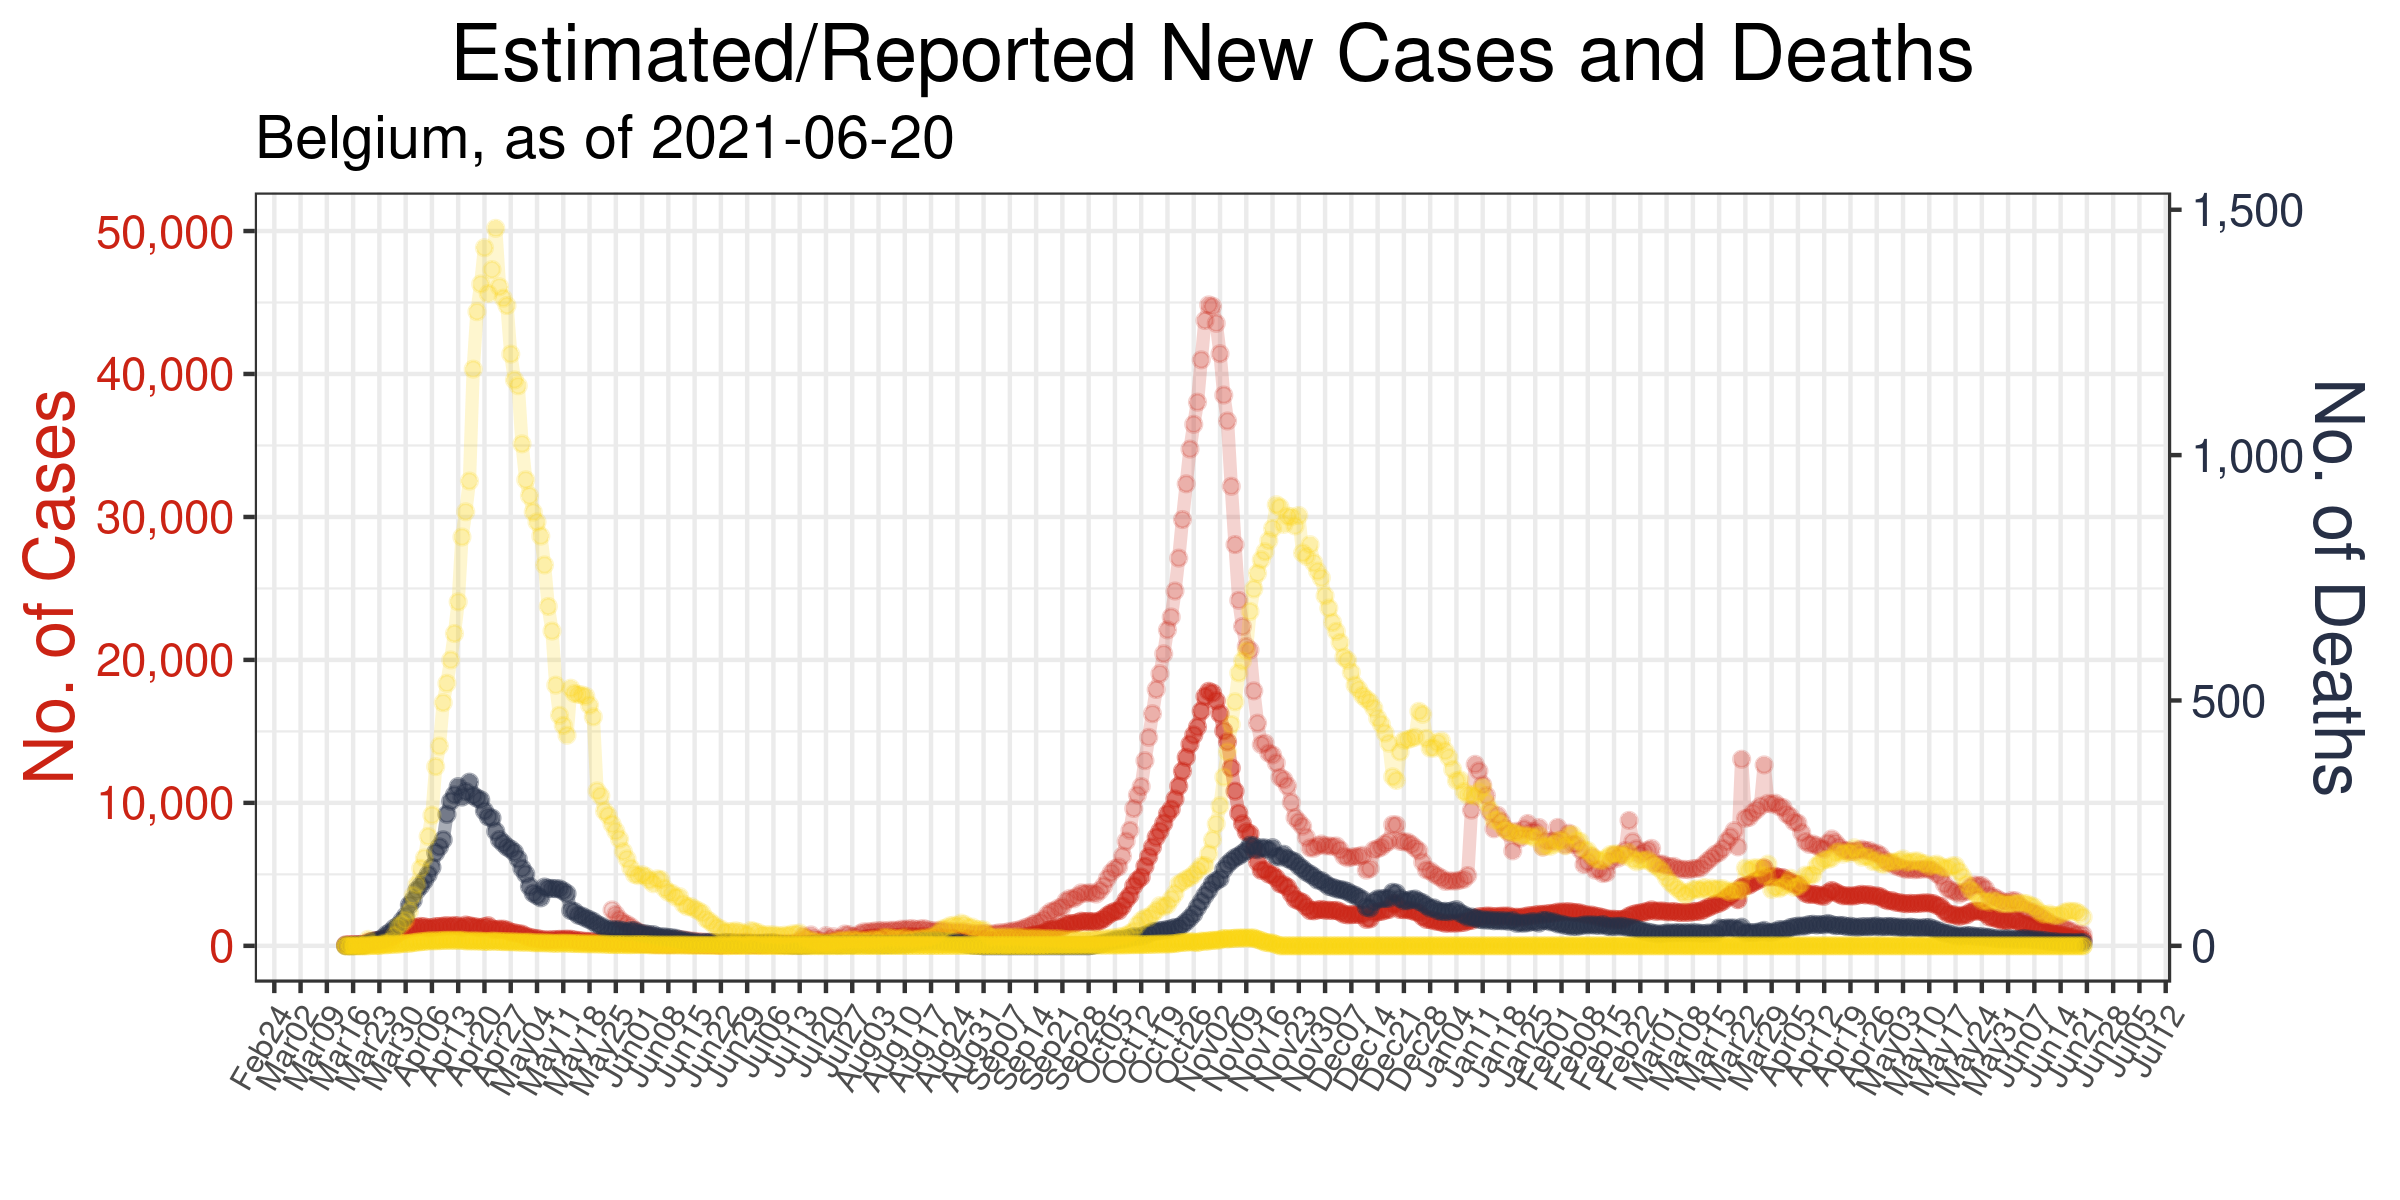 Estimated/Reported New Cases and Deaths
Belgium, as of 2021-06-20
50,000
40,000
30,000
20,000
10,000
0
No. of Cases
1,500
1,000
500
0
No. of Deaths
Feb24
Mar02
Mar09
Mar16
Mar23
Mar30
Apr06
Apr13
Apr20
Apr27
May04
May11
May18
May25
Jun01
Jun08
Jun15
Jun22
Jun29
Jul06
Jul13
Jul20
Jul27
Aug03
Aug10
Aug17
Aug24
Aug31
Sep07
Sep14
Sep21
Sep28
Oct05
Oct12
Oct19
Oct26
Nov02
Nov09
Nov16
Nov23
Nov30
Dec07
Dec14
Dec21
Dec28
Jan04
Jan11
Jan18
Jan25
Feb01
Feb08
Feb15
Feb22
Mar01
Mar08
Mar15
Mar22
Mar29
Apr05
Apr12
Apr19
Apr26
May03
May10
May17
May24
May31
Jun07
Jun14
Jun21
Jun28
Jul05
Jul12